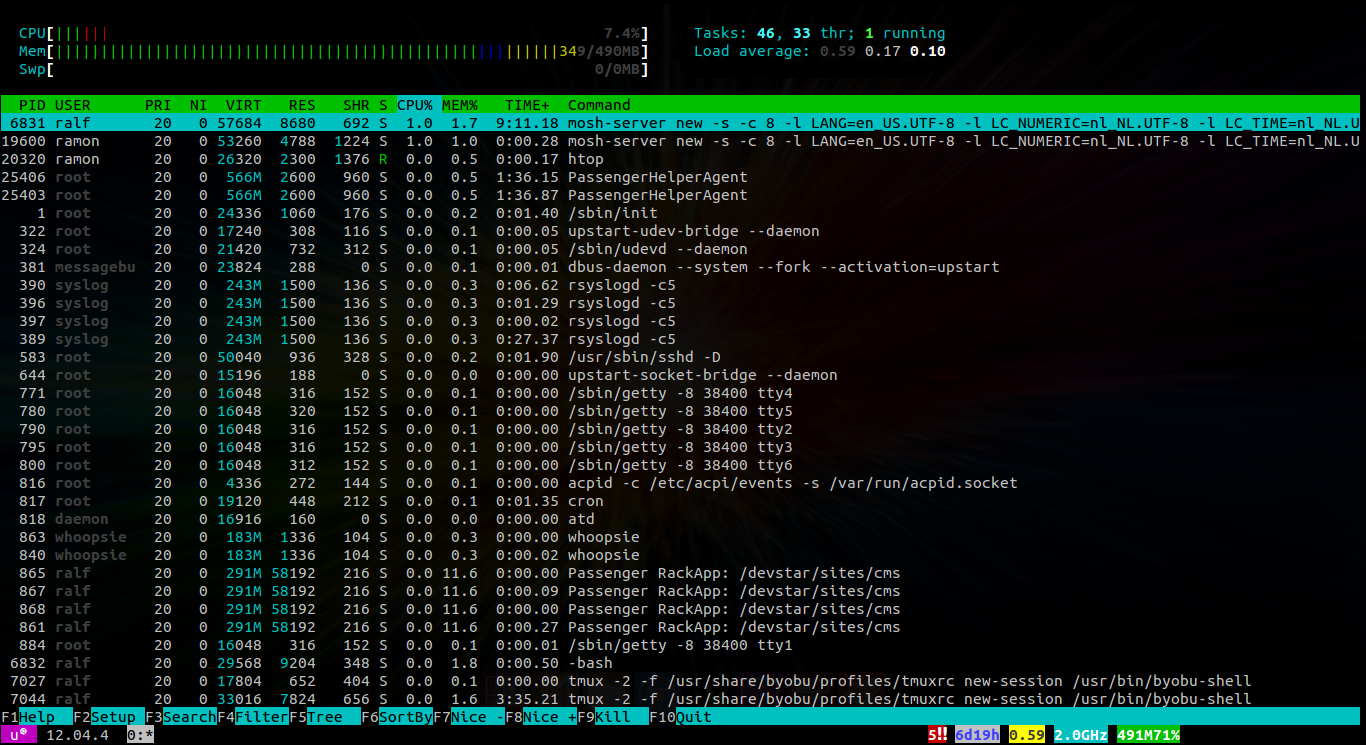 CPU[|||||| 7.4%] Tasks: 46, 33 thr; 1 running
Mem[||||||||||||||||||||||||||||||||||||||||||||||||||||||||349/490MB] Load average: 0.59 0.17 0.10
Swp[ 0/0MB]
PID USER PRI NI VIRT RES SHR S CPU% MEM% TIME+ Command
6831 ralf 20 0 57684 8680 692 S 1.0 1.7 9:11.18 mosh-server new -s -c 8 -l LANG=en_US.UTF-8 -l LC_NUMERIC=nl_NL.UTF-8 -l LC_TIME=nl_NL.U
19600 ramon 20 0 53260 4788 1224 S 1.0 1.0 0:00.28 mosh-server new -s -c 8 -l LANG=en_US.UTF-8 -l LC_NUMERIC=nl_NL.UTF-8 -l LC_TIME=nl_NL.U
20320 ramon 20 0 26320 2300 1376 R 0.0 0.5 0:00.17 htop
25406 root 20 0 566M 2600 960 S 0.0 0.5 1:36.15 PassengerHelperAgent
25403 root 20 0 566M 2600 960 S 0.0 0.5 1:36.87 PassengerHelperAgent
1 root 20 0 24336 1060 176 S 0.0 0.2 0:01.40 /sbin/init
322 root 20 0 17240 308 116 S 0.0 0.1 0:00.05 upstart-udev-bridge --daemon
324 root 20 0 21420 732 312 S 0.0 0.1 0:00.05 /sbin/udevd --daemon
381 messagebu 20 0 23824 288 0 S 0.0 0.1 0:00.01 dbus-daemon --system --fork --activation=upstart
390 syslog 20 0 243M 1500 136 S 0.0 0.3 0:06.62 rsyslogd -c5
396 syslog 20 0 243M 1500 136 S 0.0 0.3 0:01.29 rsyslogd -c5
397 syslog 20 0 243M 1500 136 S 0.0 0.3 0:00.02 rsyslogd -c5
389 syslog 20 0 243M 1500 136 S 0.0 0.3 0:27.37 rsyslogd -c5
583 root 20 0 50040 936 328 S 0.0 0.2 0:01.90 /usr/sbin/sshd -D
644 root 20 0 15196 188 0 S 0.0 0.0 0:00.00 upstart-socket-bridge --daemon
771 root 20 0 16048 316 152 S 0.0 0.1 0:00.00 /sbin/getty -8 38400 tty4
780 root 20 0 16048 320 152 S 0.0 0.1 0:00.00 /sbin/getty -8 38400 tty5
790 root 20 0 16048 316 152 S 0.0 0.1 0:00.00 /sbin/getty -8 38400 tty2
795 root 20 0 16048 316 152 S 0.0 0.1 0:00.00 /sbin/getty -8 38400 tty3
800 root 20 0 16048 312 152 S 0.0 0.1 0:00.00 /sbin/getty -8 38400 tty6
816 root 20 0 4336 272 144 S 0.0 0.1 0:00.00 acpid -c /etc/acpi/events -s /var/run/acpid.socket
817 root 20 0 19120 448 212 S 0.0 0.1 0:01.35 cron
818 daemon 20 0 16916 160 0 S 0.0 0.0 0:00.00 atd
863 whoopsie 20 0 183M 1336 104 S 0.0 0.3 0:00.00 whoopsie
840 whoopsie 20 0 183M 1336 104 S 0.0 0.3 0:00.02 whoopsie
865 ralf 20 0 291M 58192 216 S 0.0 11.6 0:00.00 Passenger RackApp: /devstar/sites/cms
867 ralf 20 0 291M 58192 216 S 0.0 11.6 0:00.09 Passenger RackApp: /devstar/sites/cms
868 ralf 20 0 291M 58192 216 S 0.0 11.6 0:00.00 Passenger RackApp: /devstar/sites/cms
861 ralf 20 0 291M 58192 216 S 0.0 11.6 0:00.27 Passenger RackApp: /devstar/sites/cms
884 root 20 0 16048 316 152 S 0.0 0.1 0:00.01 /sbin/getty -8 38400 tty1
6832 ralf 20 0 29568 9204 348 S 0.0 1.8 0:00.50 -bash
7027 ralf 20 0 17804 652 404 S 0.0 0.1 0:00.00 tmux -2 -f /usr/share/byobu/profiles/tmuxrc new-session /usr/bin/byobu-shell
7044 ralf 20 0 33016 7824 656 S 0.0 1.6 3:35.21 tmux -2 -f /usr/share/byobu/profiles/tmuxrc new-session /usr/bin/byobu-shell
F1Help F2Setup F3SearchF4FilterF5Tree F6SortByF7Nice -F8Nice +F9Kill F10Quit
u® 12.04.4 0:* 5!! 6d19h 0.59 2.0GHz 491M71%